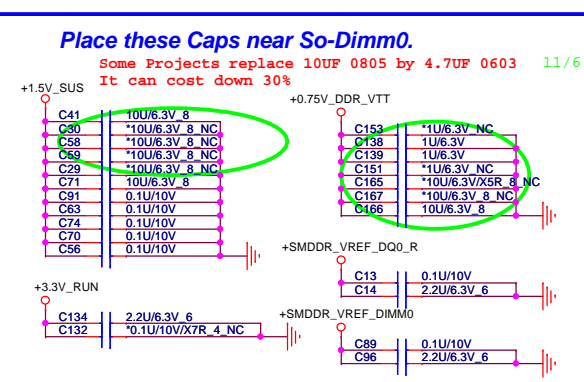 Place these Caps near So-Dimm0.
Some Projects replace 10UF 0805 by 4.7UF 0603 11/6
It can cost down 30%
+1.5V_SUS
C41 10U/6.3V_8
C30 *10U/6.3V_8_NC
C58 *10U/6.3V_8_NC
C59 *10U/6.3V_8_NC
C29 *10U/6.3V_8_NC
C71 10U/6.3V_8
C91 0.1U/10V
C63 0.1U/10V
C74 0.1U/10V
C70 0.1U/10V
C56 0.1U/10V
+3.3V_RUN
C134 2.2U/6.3V_6
C132 *0.1U/10V/X7R_4_NC
+0.75V_DDR_VTT
C153 *1U/6.3V_NC
C138 1U/6.3V
C139 1U/6.3V
C151 *1U/6.3V_NC
C165 *10U/6.3V/X5R_8_NC
C167 *10U/6.3V_8_NC
C166 10U/6.3V_8
+SMDDR_VREF_DQ0_R
C13 0.1U/10V
C14 2.2U/6.3V_6
+SMDDR_VREF_DIMM0
C89 0.1U/10V
C96 2.2U/6.3V_6